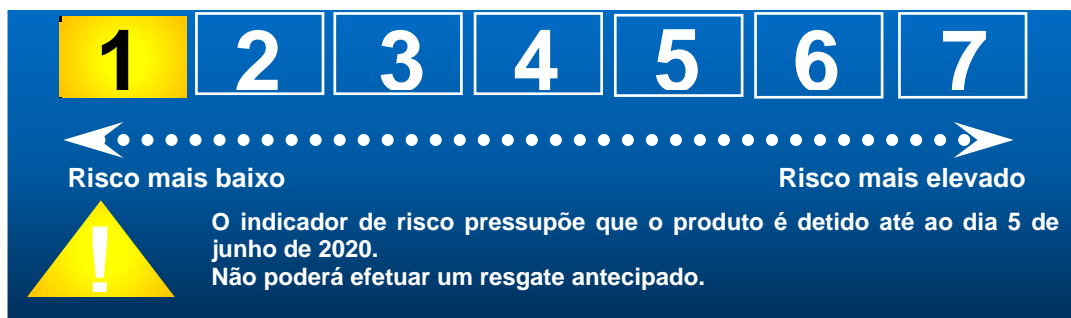 1 2 3 4 5 6 7
Risco mais baixo Risco mais elevado
! O indicador de risco pressupõe que o produto é detido até ao dia 5 de
junho de 2020.
Não poderá efetuar um resgate antecipado.